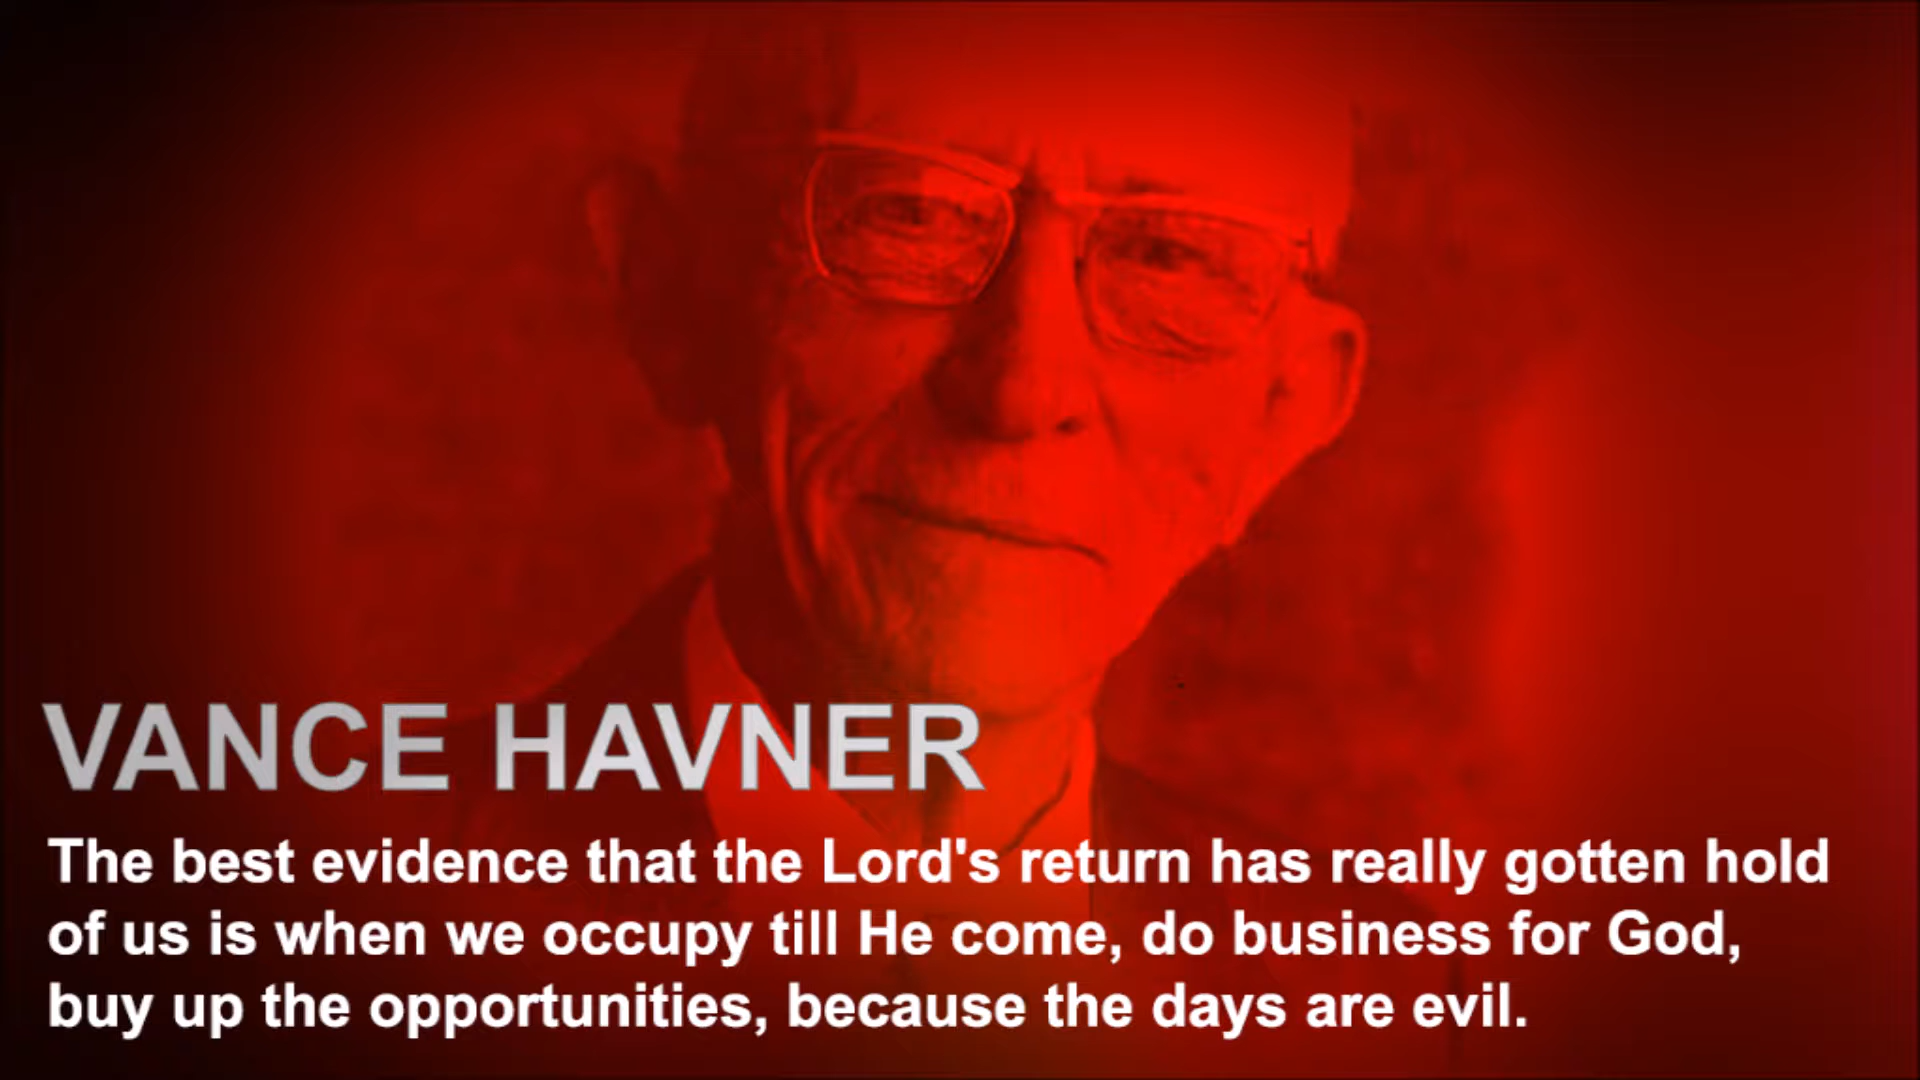 VANCE HAVNER
The best evidence that the Lord's return has really gotten hold
of us is when we occupy till He come, do business for God,
buy up the opportunities, because the days are evil.